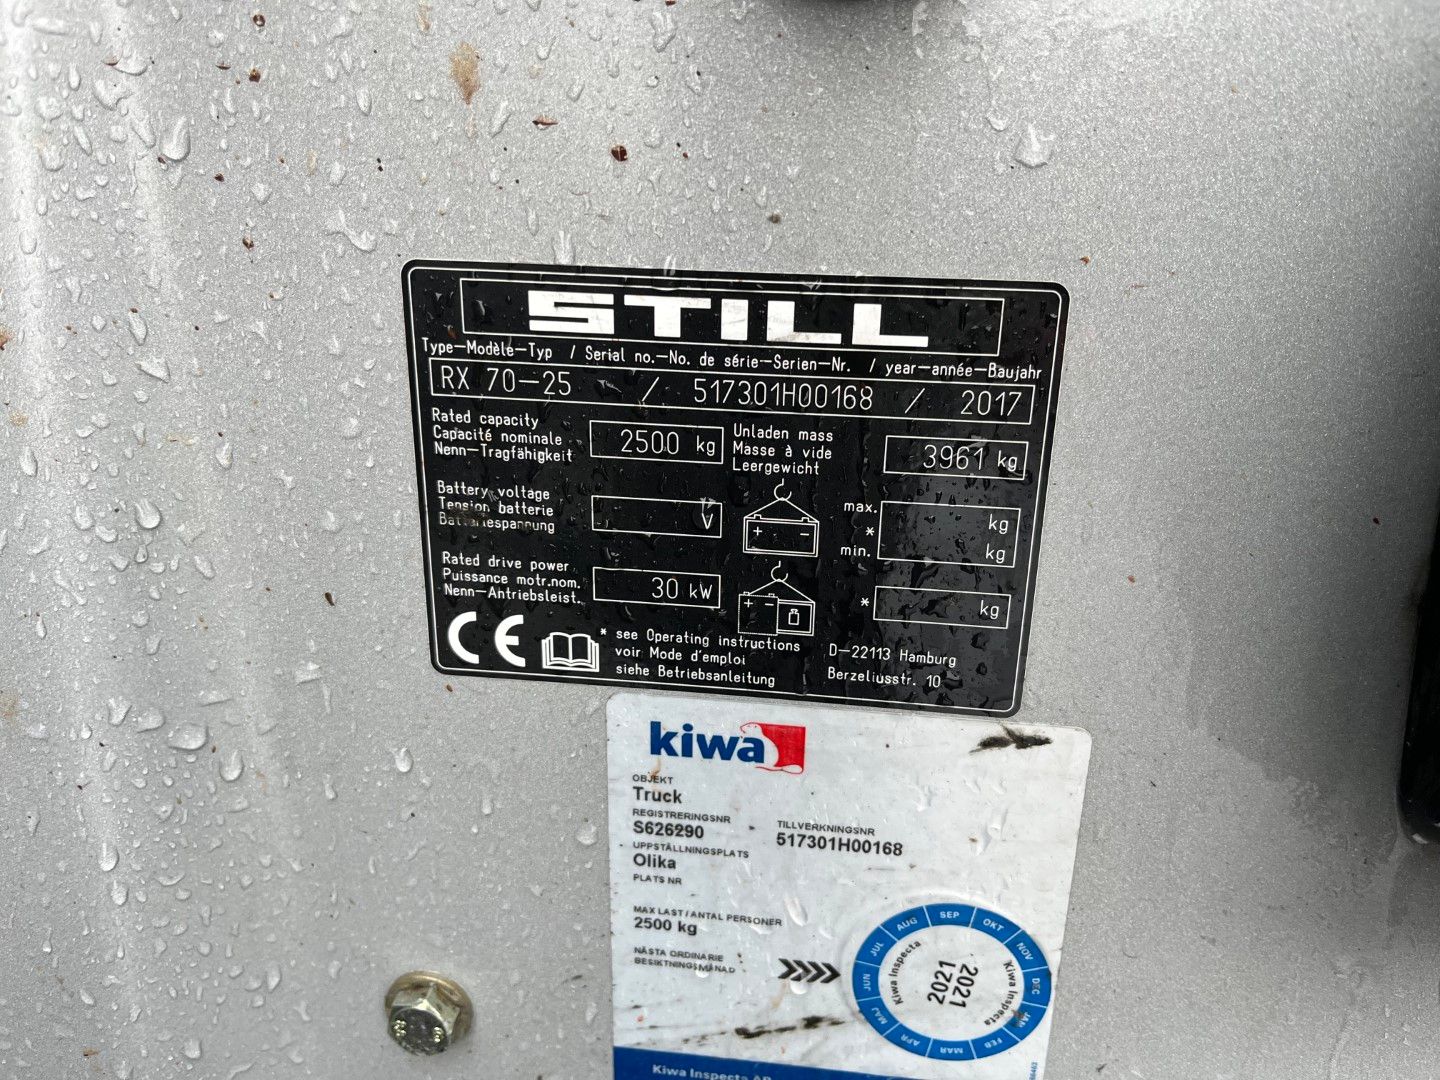 STILL
Type-Modèle-Typ / Serial no.-No. de série-Serien-Nr. / year-année-Baujahr
RX 70-25 / 517301H00168 / 2017
Rated capacity
Capacité nominale
Nenn-Tragfähigkeit
2500 kg
Unladen mass
Masse à vide
Leergewicht
3961 kg
Battery voltage
Tension batterie
Batteriespannung
V
max. kg
*
min. kg
Rated drive power
Puissance motr.nom.
Nenn-Antriebsleist.
30 kW
* kg
CE
* see Operating instructions
voir Mode d'emploi
siehe Betriebsanleitung
D-22113 Hamburg
Berzeliusstr. 10
kiwa
OBJEKT
Truck
REGISTRERINGSNR
S626290
TILLVERKNINGSNR
517301H00168
UPPSTÄLLNINGSPLATS
Olika
PLATS NR
MAX LAST / ANTAL PERSONER
2500 kg
NÄSTA ORDINARIE
BESIKTNINGSMÅNAD
JAN FEB MAR APR MAJ JUN JUL AUG SEP OKT NOV DEC
Kiwa Inspecta
Kiwa Inspecta
2021
2021
Kiwa Inspecta AB